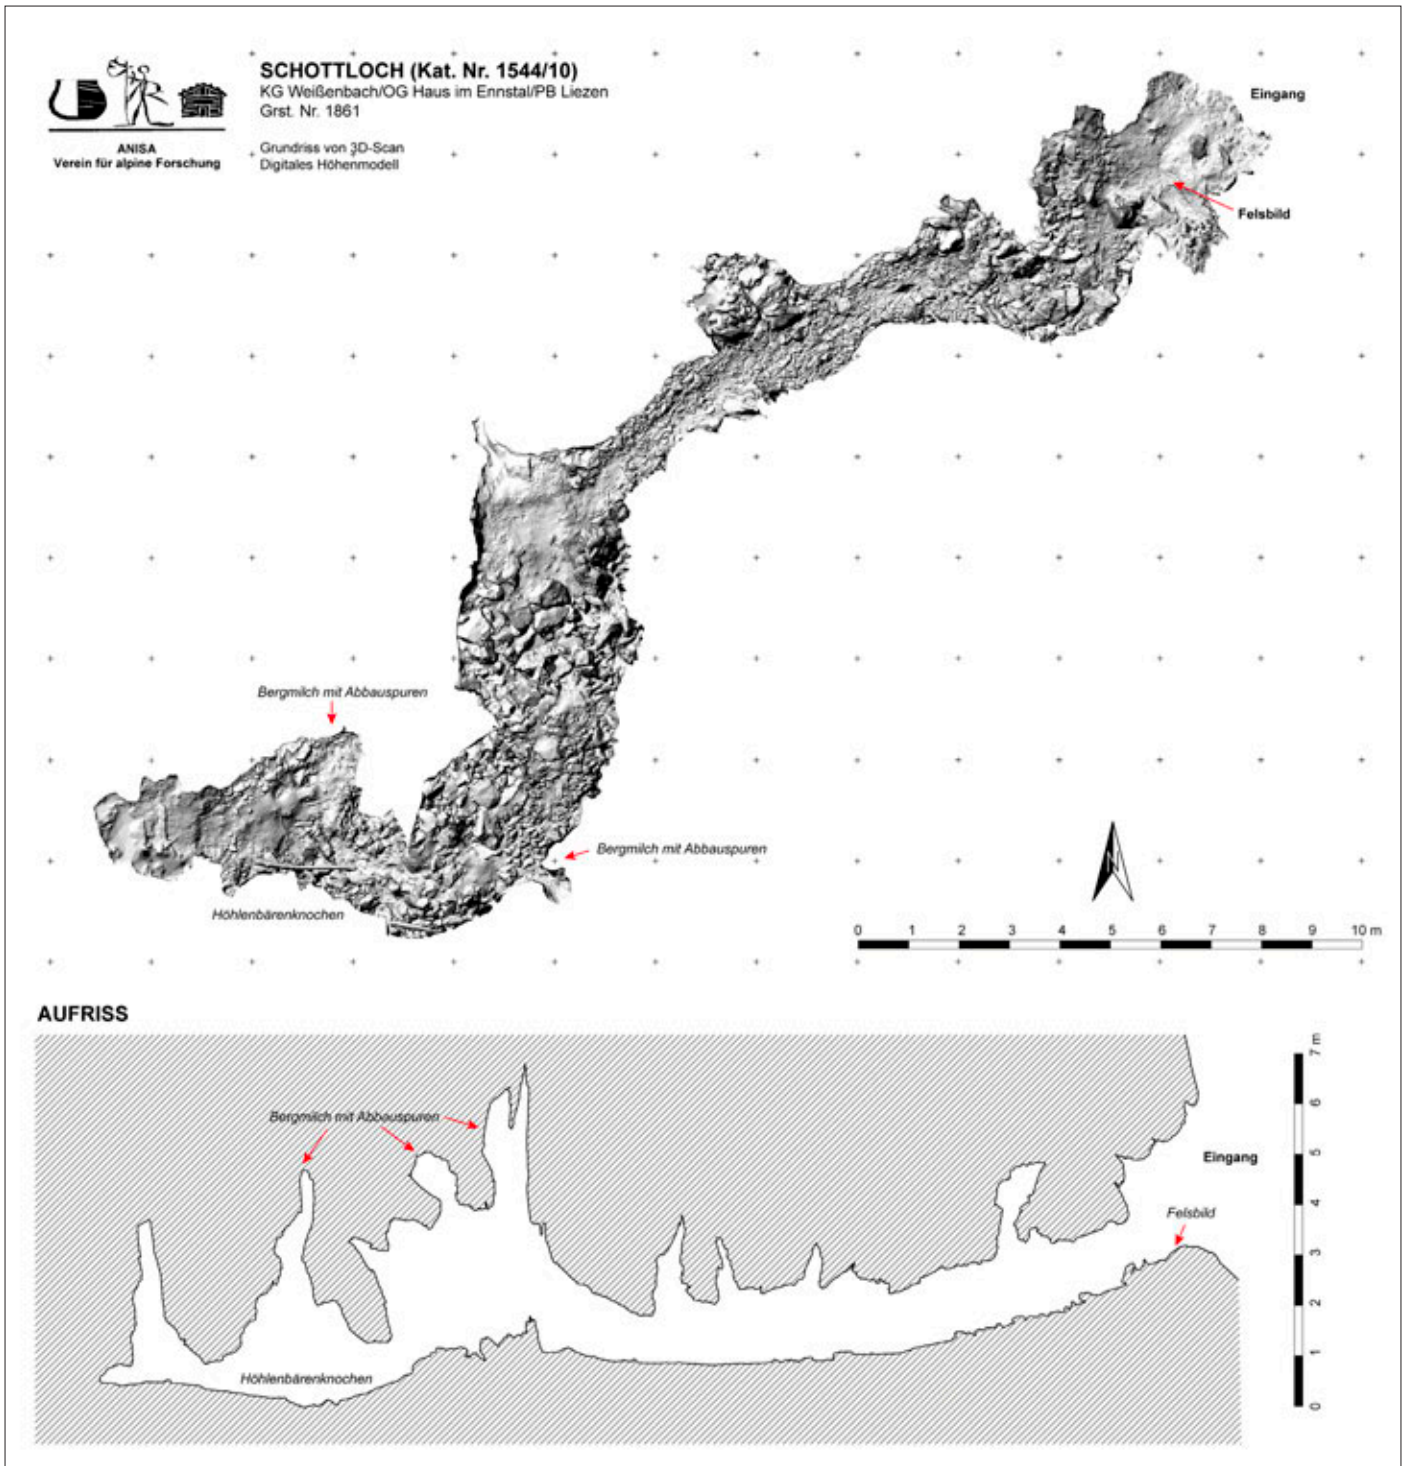 SCHOTTLOCH (Kat. Nr. 1544/10)
KG Weißenbach/OG Haus im Ennstal/PB Liezen
Grst. Nr. 1861
Grundriss von 3D-Scan
Digitales Höhenmodell
ANISA
Verein für alpine Forschung
Eingang
Felsbild
Bergmilch mit Abbauspuren
Bergmilch mit Abbauspuren
Höhlenbärenknochen
N
0 1 2 3 4 5 6 7 8 9 10 m
AUFRISS
Bergmilch mit Abbauspuren
Eingang
Felsbild
Höhlenbärenknochen
7 m
6
5
4
3
2
1
0